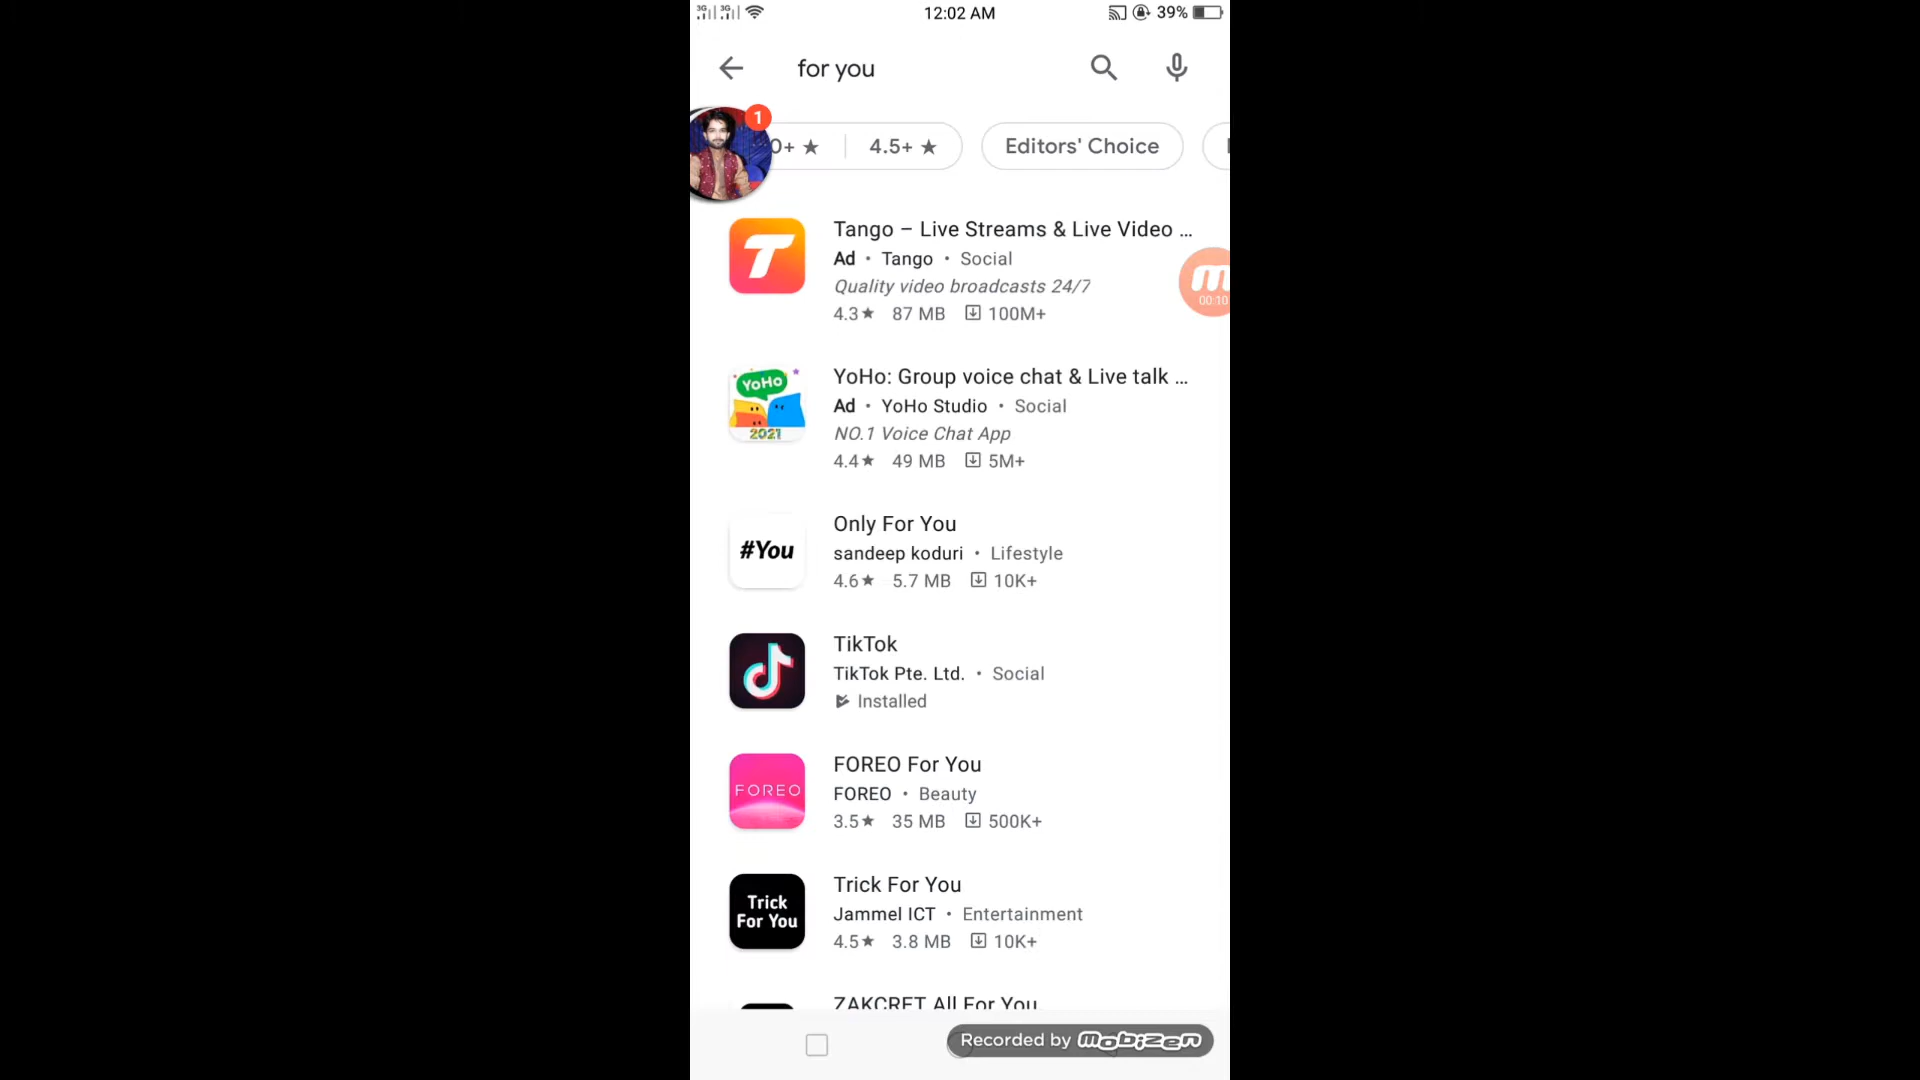 3G 3G 12:02 AM 39%
for you
1
0+ ★ 4.5+ ★ Editors' Choice
Tango – Live Streams & Live Video ...
Ad • Tango • Social
Quality video broadcasts 24/7
4.3★ 87 MB 100M+
00:10
YoHo: Group voice chat & Live talk ...
Ad • YoHo Studio • Social
NO.1 Voice Chat App
4.4★ 49 MB 5M+
YoHo
2021
Only For You
sandeep koduri • Lifestyle
4.6★ 5.7 MB 10K+
#You
TikTok
TikTok Pte. Ltd. • Social
Installed
FOREO For You
FOREO • Beauty
3.5★ 35 MB 500K+
FOREO
Trick For You
Jammel ICT • Entertainment
4.5★ 3.8 MB 10K+
Trick
For You
ZAKCRET All For You
Recorded by mobizen